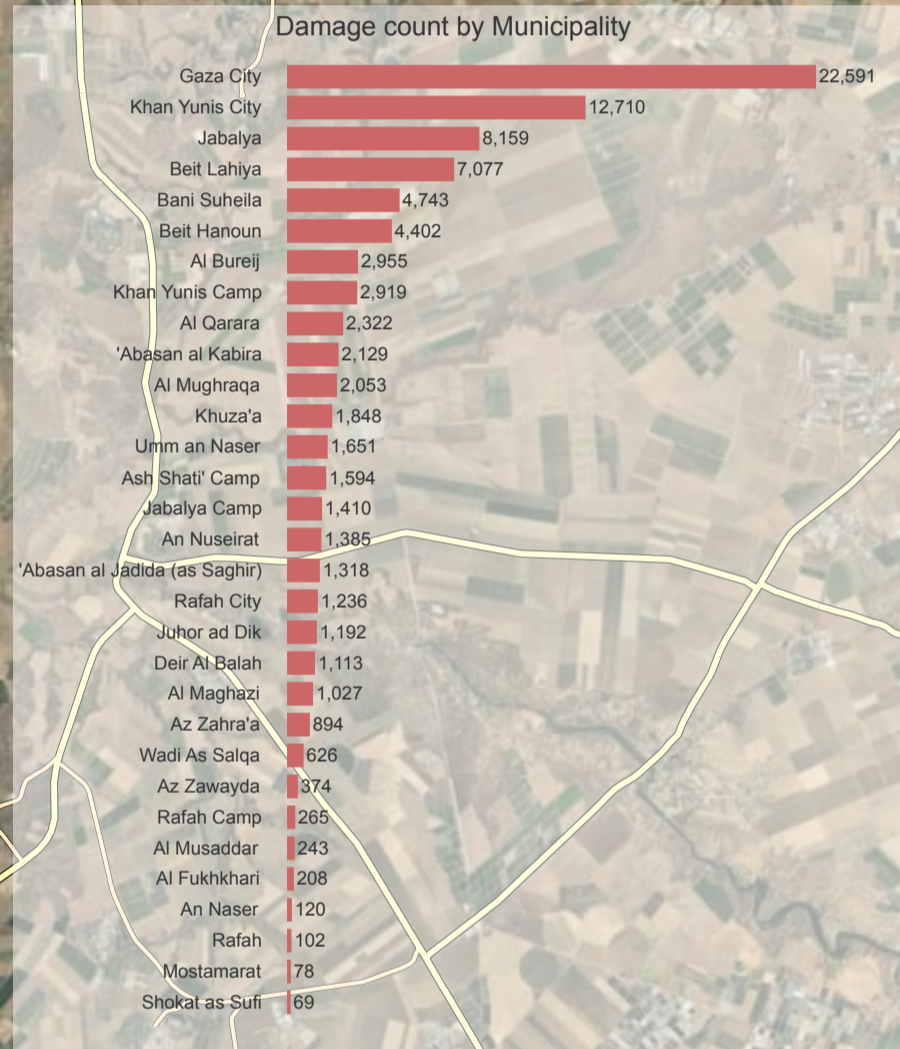 Damage count by Municipality
Gaza City 22,591
Khan Yunis City 12,710
Jabalya 8,159
Beit Lahiya 7,077
Bani Suheila 4,743
Beit Hanoun 4,402
Al Bureij 2,955
Khan Yunis Camp 2,919
Al Qarara 2,322
'Abasan al Kabira 2,129
Al Mughraqa 2,053
Khuza'a 1,848
Umm an Naser 1,651
Ash Shati' Camp 1,594
Jabalya Camp 1,410
An Nuseirat 1,385
'Abasan al Jadida (as Saghir) 1,318
Rafah City 1,236
Juhor ad Dik 1,192
Deir Al Balah 1,113
Al Maghazi 1,027
Az Zahra'a 894
Wadi As Salqa 626
Az Zawayda 374
Rafah Camp 265
Al Musaddar 243
Al Fukhkhari 208
An Naser 120
Rafah 102
Mostamarat 78
Shokat as Sufi 69